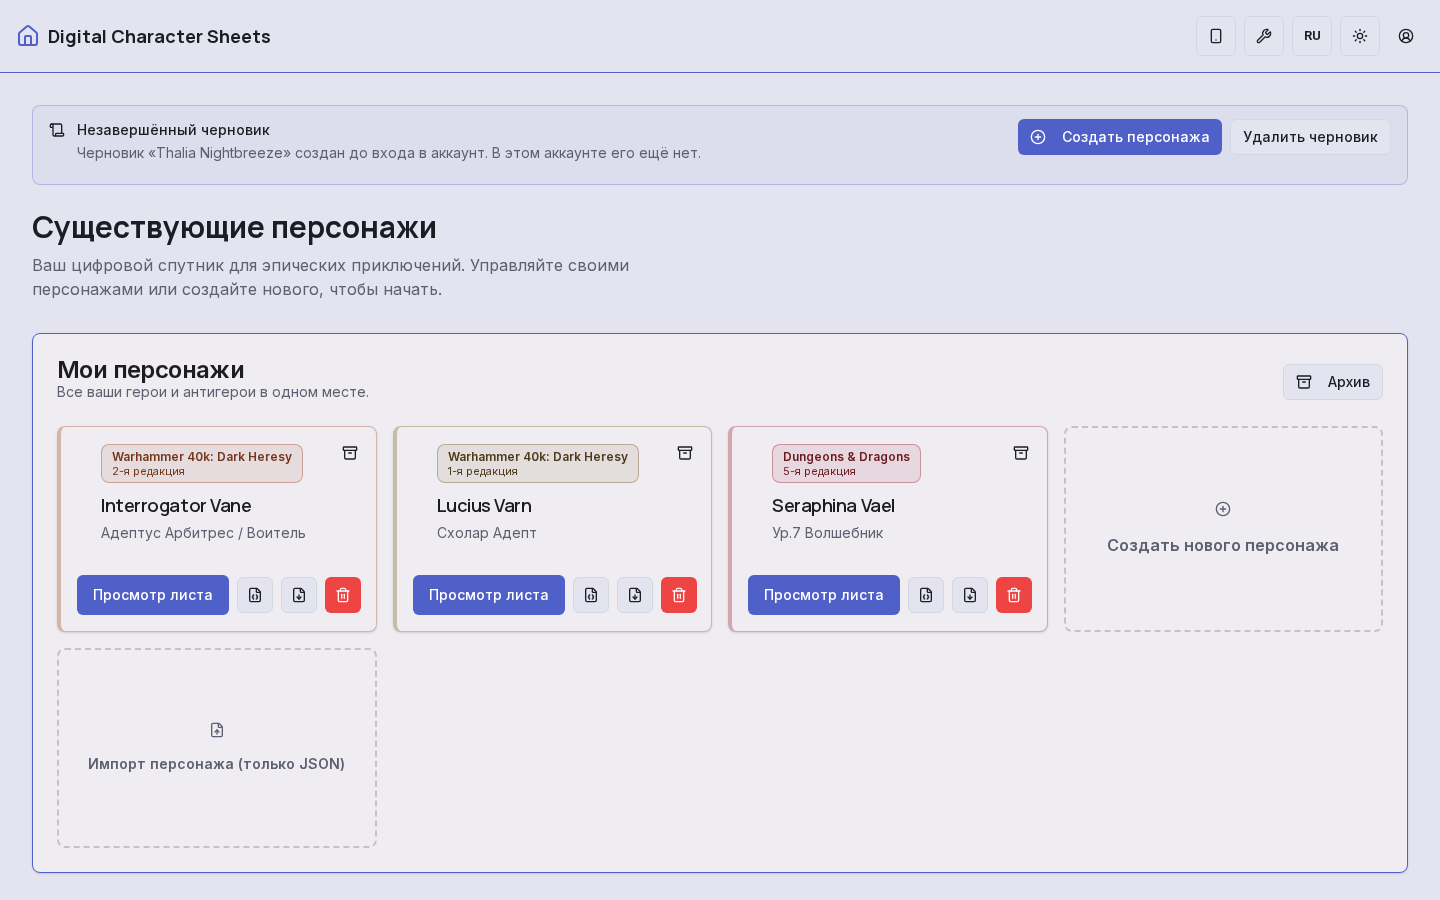 Digital Character Sheets
RU
Незавершённый черновик
Черновик «Thalia Nightbreeze» создан до входа в аккаунт. В этом аккаунте его ещё нет.
Создать персонажа
Удалить черновик
Существующие персонажи
Ваш цифровой спутник для эпических приключений. Управляйте своими
персонажами или создайте нового, чтобы начать.
Мои персонажи
Все ваши герои и антигерои в одном месте.
Архив
Warhammer 40k: Dark Heresy
2-я редакция
Interrogator Vane
Адептус Арбитрес / Воитель
Просмотр листа
Warhammer 40k: Dark Heresy
1-я редакция
Lucius Varn
Схолар Адепт
Просмотр листа
Dungeons & Dragons
5-я редакция
Seraphina Vael
Ур.7 Волшебник
Просмотр листа
Создать нового персонажа
Импорт персонажа (только JSON)